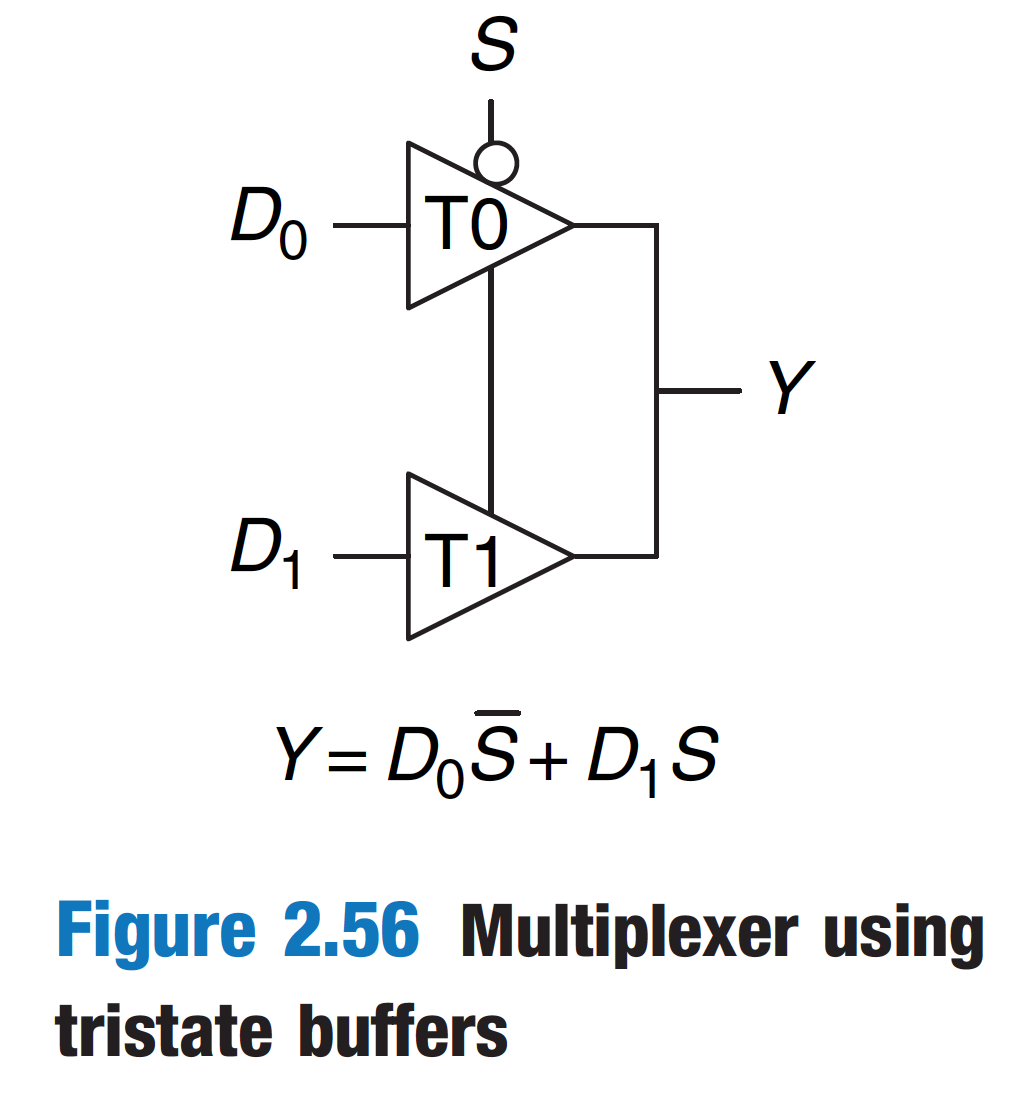 S
D₀
T0
Y
D₁
T1
Y = D₀S̅ + D₁S
Figure 2.56 Multiplexer using
tristate buffers